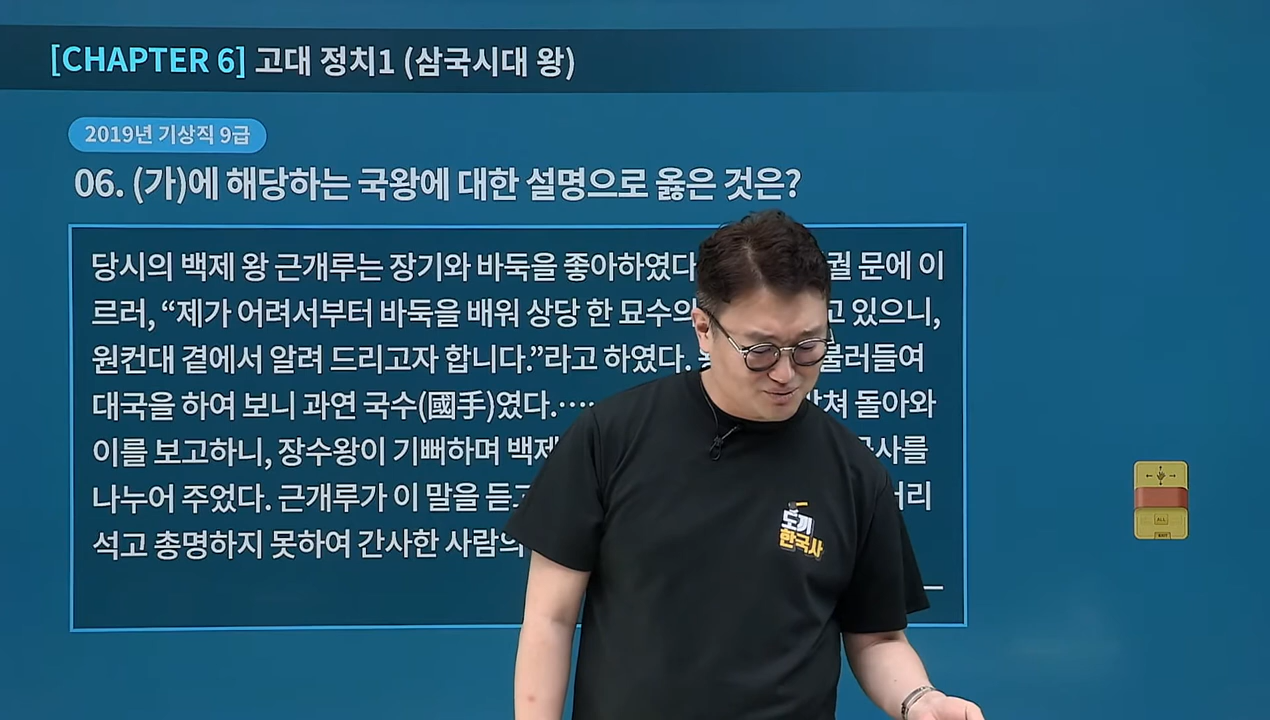 [CHAPTER 6] 고대 정치1 (삼국시대 왕)
2019년 기상직 9급
06. (가)에 해당하는 국왕에 대한 설명으로 옳은 것은?
당시의 백제 왕 근개루는 장기와 바둑을 좋아하였다 궐 문에 이
르러, “제가 어려서부터 바둑을 배워 상당 한 묘수의 고 있으니,
원컨대 곁에서 알려 드리고자 합니다.”라고 하였다. 불러들여
대국을 하여 보니 과연 국수(國手)였다.…· 돌아와
이를 보고하니, 장수왕이 기뻐하며 백제
나누어 주었다. 근개루가 이 말을 듣고
석고 총명하지 못하여 간사한 사람의
도끼
한국사
ALL